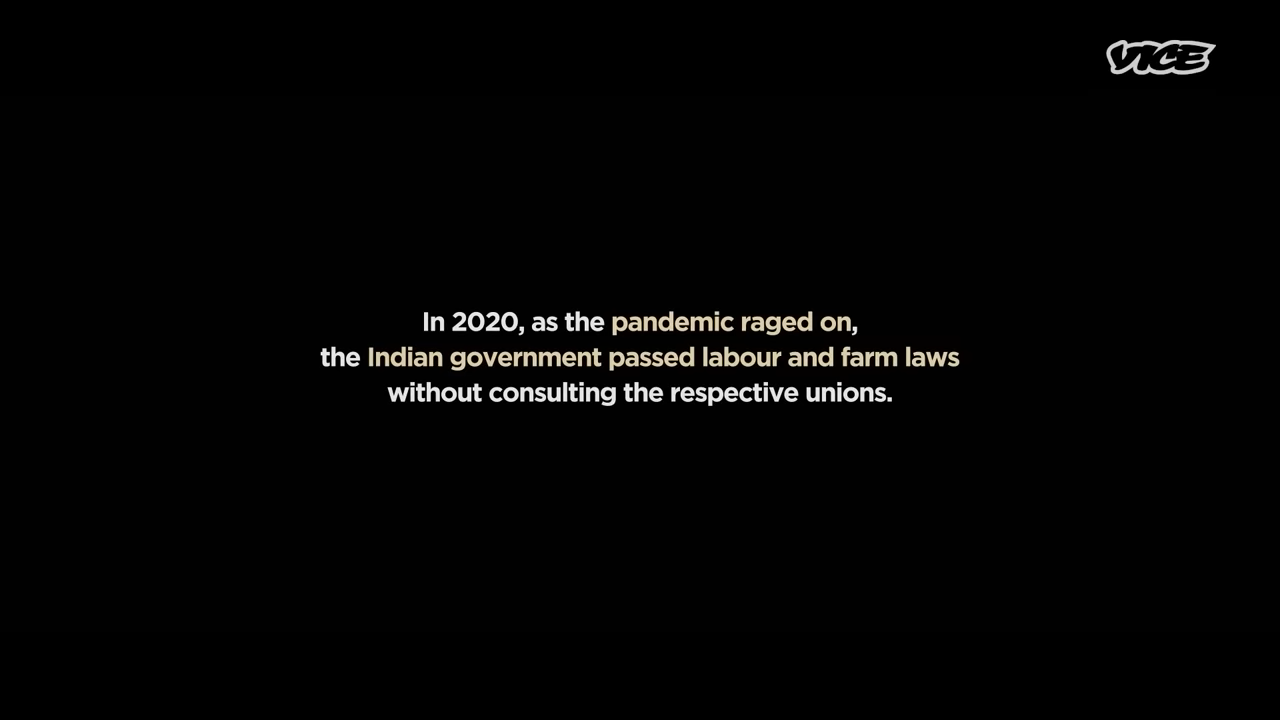 VICE
In 2020, as the pandemic raged on,
the Indian government passed labour and farm laws
without consulting the respective unions.